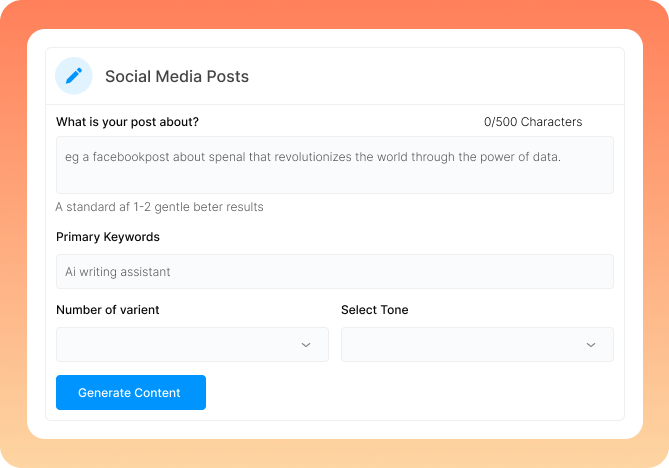 Social Media Posts
What is your post about? 0/500 Characters
eg a facebookpost about spenal that revolutionizes the world through the power of data.
A standard af 1-2 gentle beter results
Primary Keywords
Ai writing assistant
Number of varient Select Tone
Generate Content